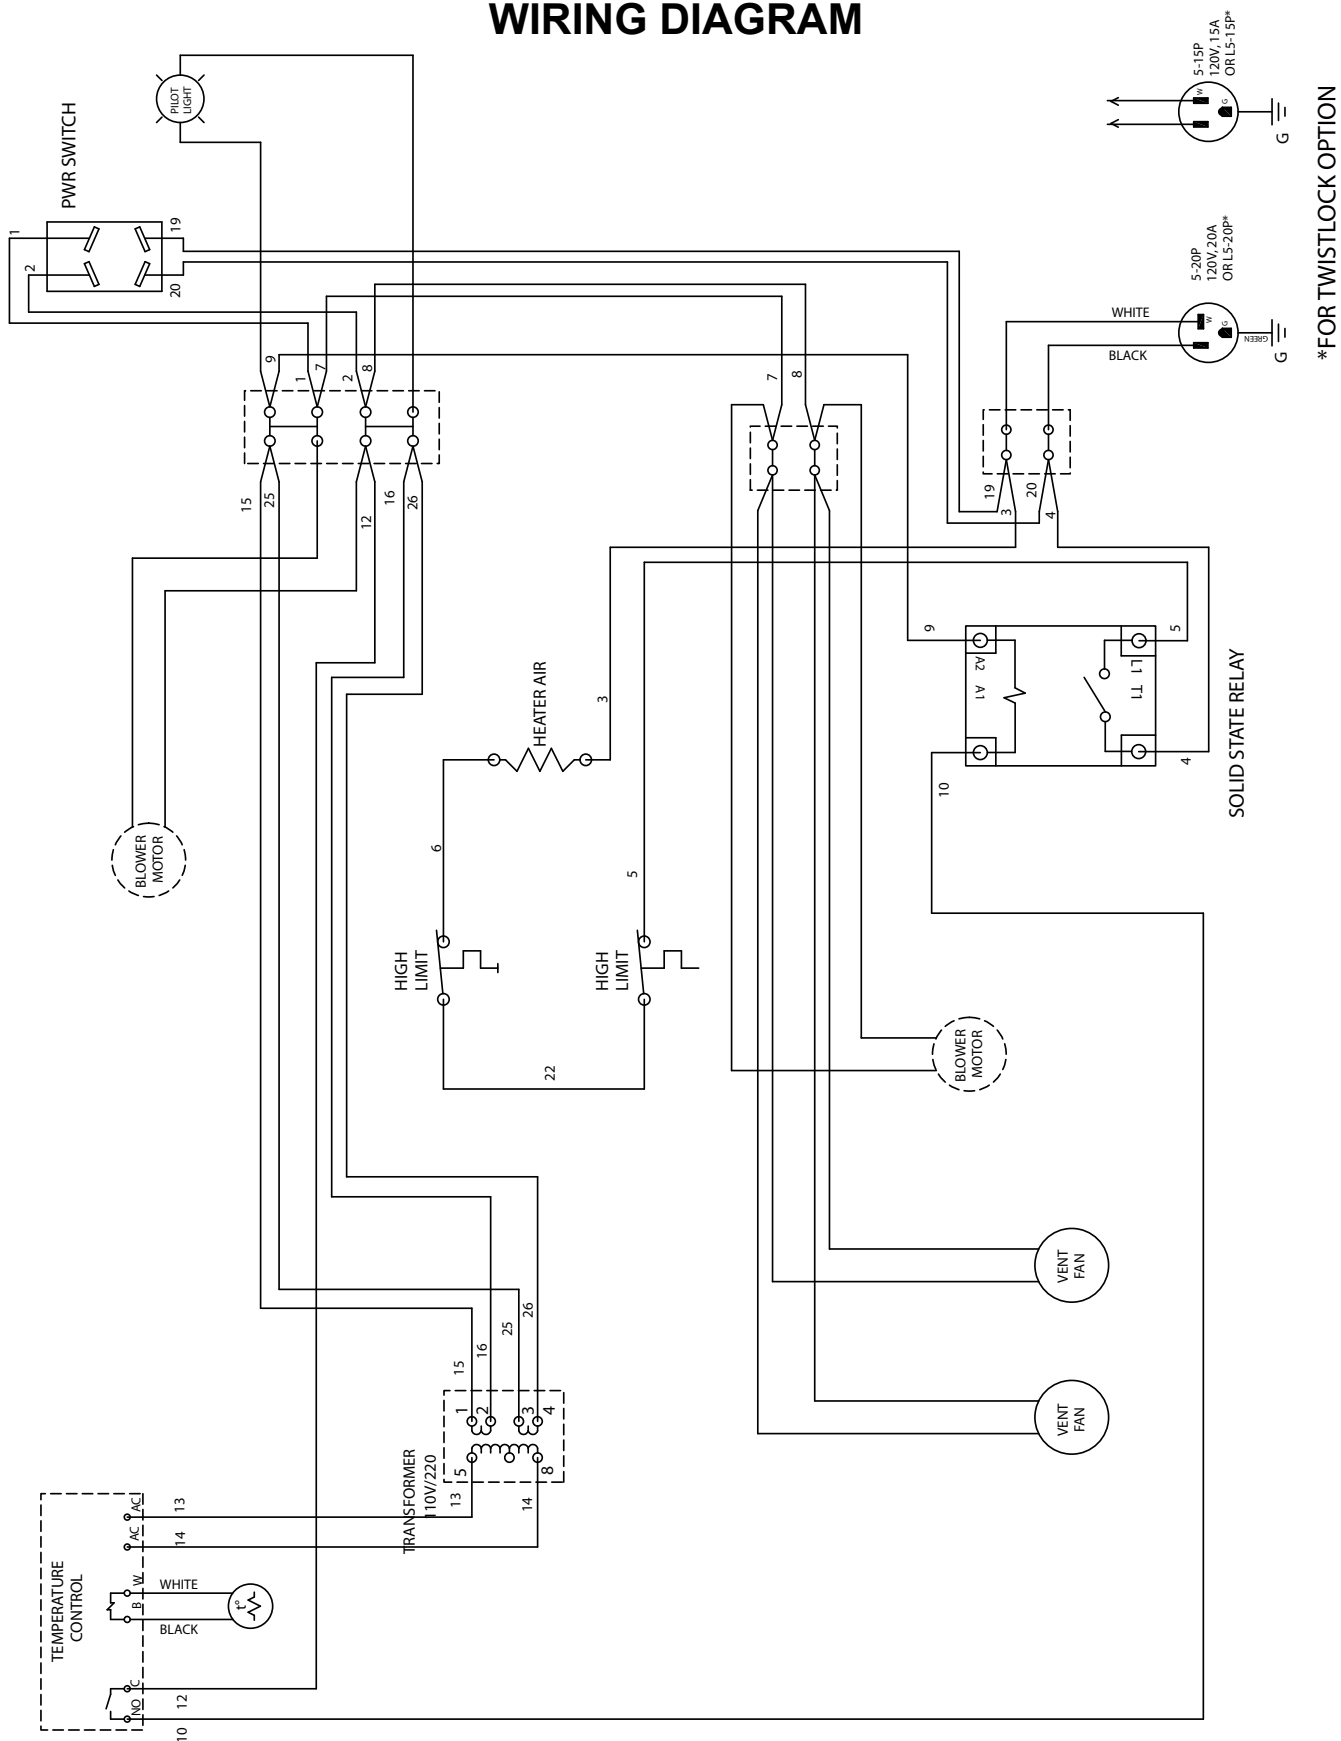 WIRING DIAGRAM
PILOT
LIGHT
PWR SWITCH
1
2
19
20
5-15P
120V, 15A
OR L5-15P*
W
G
G
5-20P
120V, 20A
OR L5-20P*
W
G
GREEN
G
WHITE
BLACK
*FOR TWISTLOCK OPTION
9
1
7
2
8
15
25
12
16
26
7
8
19
3
20
4
BLOWER
MOTOR
HEATER AIR
3
6
5
HIGH
LIMIT
HIGH
LIMIT
22
9
10
A2 A1
L1 T1
5
4
SOLID STATE RELAY
BLOWER
MOTOR
VENT
FAN
VENT
FAN
15
16
25
26
1
2
3
4
5
8
13
14
TRANSFORMER
110V/220
TEMPERATURE
CONTROL
AC
AC
W
B
C
NO
13
14
WHITE
BLACK
t°
12
10